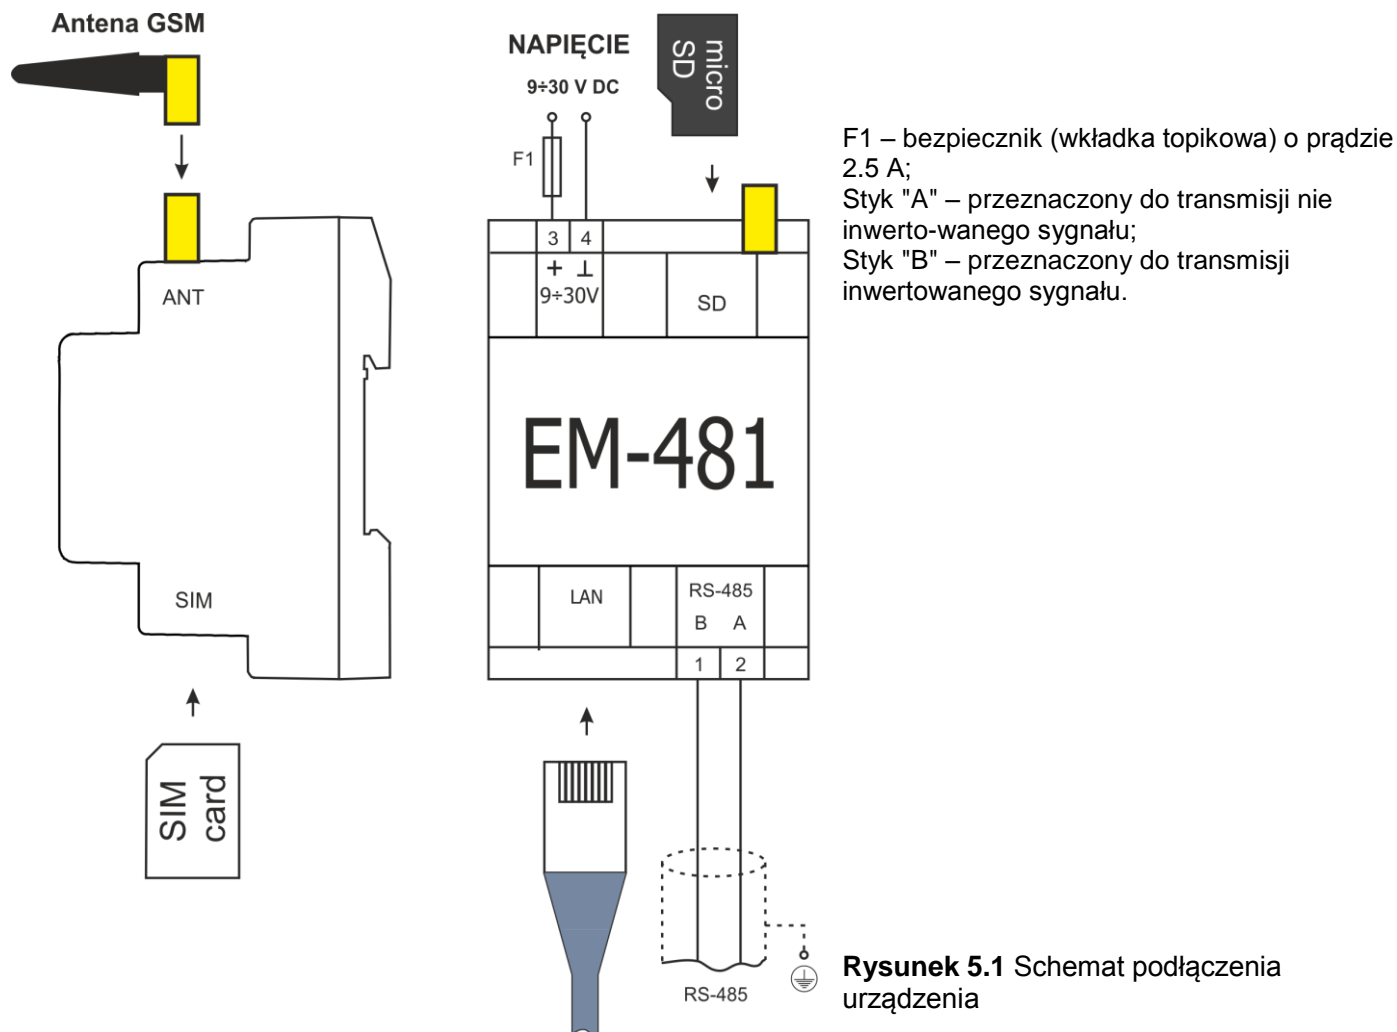 Antena GSM
ANT
SIM
SIM
card
NAPIĘCIE
9÷30 V DC
F1
micro
SD
3 4
+ ⊥
9÷30V
SD
EM-481
LAN
RS-485
B A
1 2
RS-485
F1 – bezpiecznik (wkładka topikowa) o prądzie
2.5 A;
Styk "A" – przeznaczony do transmisji nie
inwerto-wanego sygnału;
Styk "B" – przeznaczony do transmisji
inwertowanego sygnału.
Rysunek 5.1 Schemat podłączenia
urządzenia